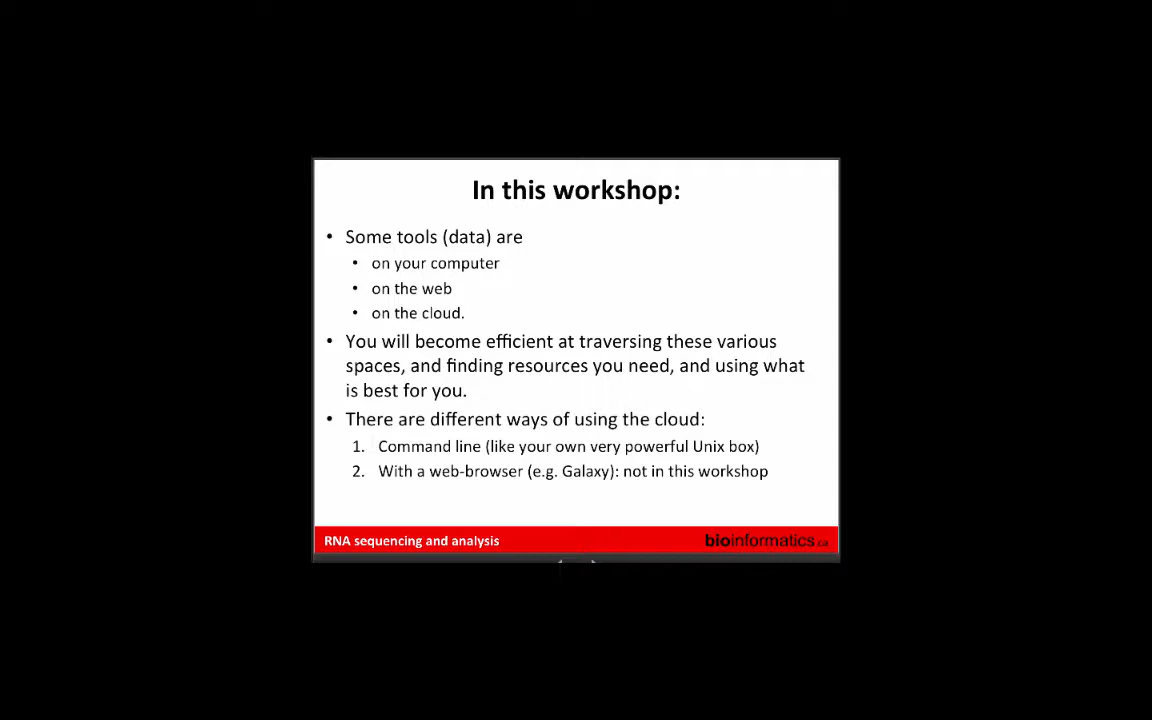 In this workshop:
• Some tools (data) are
• on your computer
• on the web
• on the cloud.
• You will become efficient at traversing these various
spaces, and finding resources you need, and using what
is best for you.
• There are different ways of using the cloud:
1. Command line (like your own very powerful Unix box)
2. With a web-browser (e.g. Galaxy): not in this workshop
RNA sequencing and analysis
bioinformatics.ca